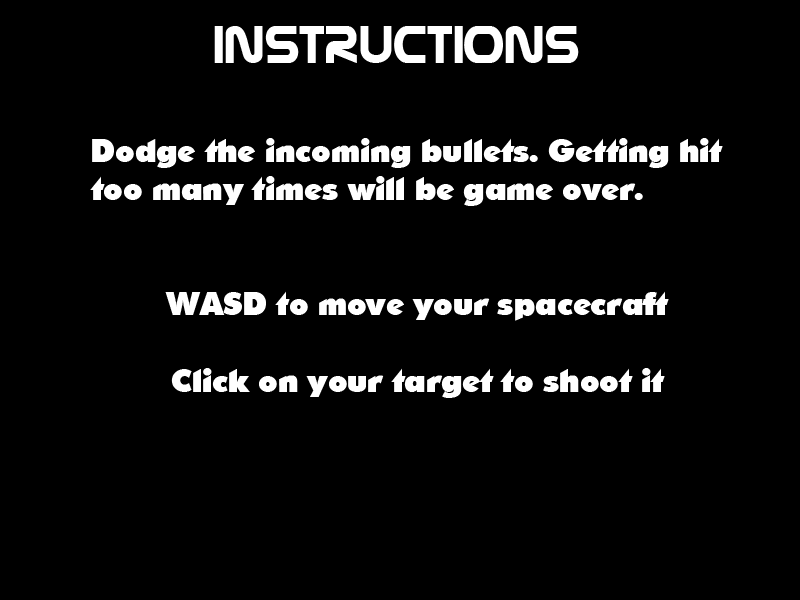 INSTRUCTIONS
Dodge the incoming bullets. Getting hit
too many times will be game over.
WASD to move your spacecraft
Click on your target to shoot it